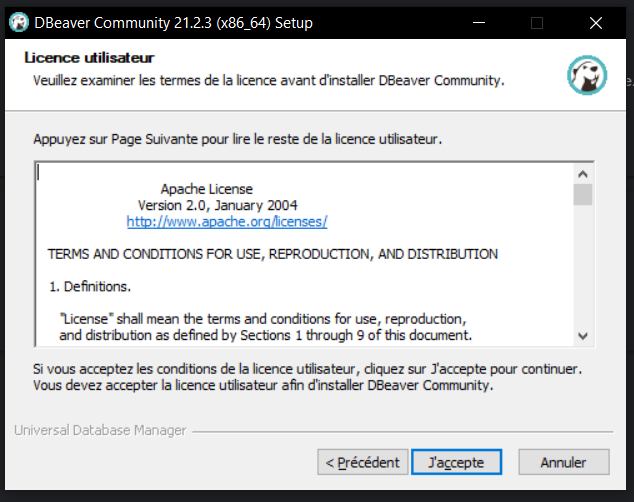 DBeaver Community 21.2.3 (x86_64) Setup
Licence utilisateur
Veuillez examiner les termes de la licence avant d'installer DBeaver Community.
Appuyez sur Page Suivante pour lire le reste de la licence utilisateur.
Apache License
Version 2.0, January 2004
http://www.apache.org/licenses/
TERMS AND CONDITIONS FOR USE, REPRODUCTION, AND DISTRIBUTION
1. Definitions.
"License" shall mean the terms and conditions for use, reproduction,
and distribution as defined by Sections 1 through 9 of this document.
Si vous acceptez les conditions de la licence utilisateur, cliquez sur J'accepte pour continuer.
Vous devez accepter la licence utilisateur afin d'installer DBeaver Community.
Universal Database Manager
< Précédent J'accepte Annuler